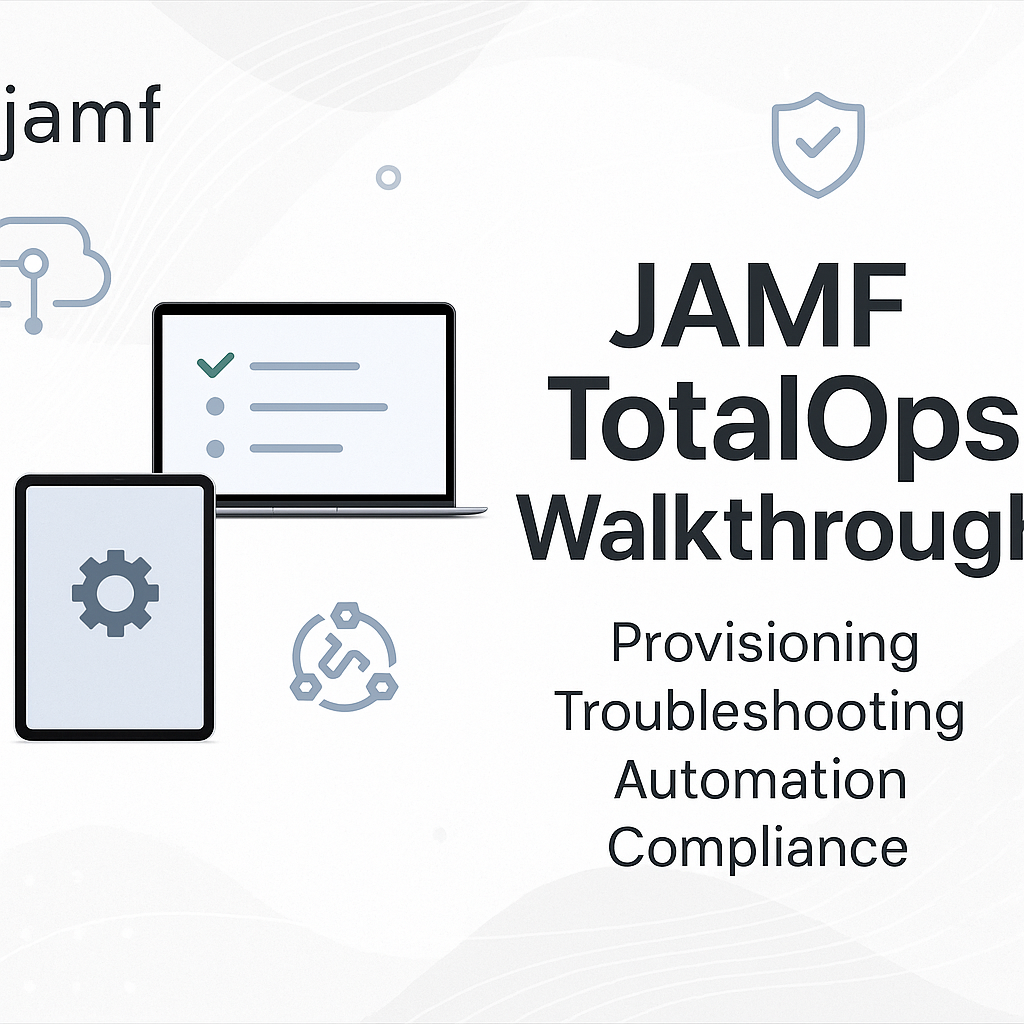 jamf
JAMF
TotalOps
Walkthrough
Provisioning
Troubleshooting
Automation
Compliance